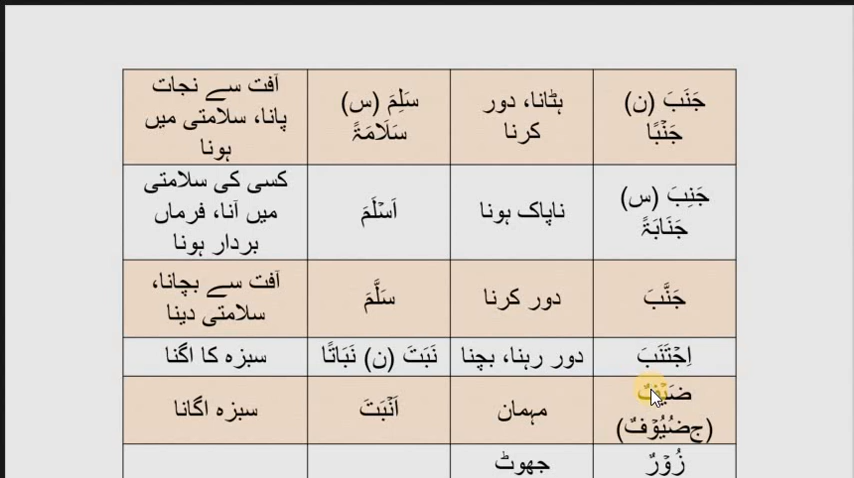 جَنَبَ (ن)
جَنْبًا
ہٹانا، دور
کرنا
سَلِمَ (س)
سَلَامَۃً
آفت سے نجات
پانا، سلامتی میں
ہونا
جَنِبَ (س)
جَنَابَۃً
ناپاک ہونا
اَسْلَمَ
کسی کی سلامتی
میں آنا، فرماں
بردار ہونا
جَنَّبَ
دور کرنا
سَلَّمَ
آفت سے بچانا،
سلامتی دینا
اِجْتَنَبَ
دور رہنا، بچنا
نَبَتَ (ن) نَبَاتًا
سبزہ کا اگنا
ضَیْفٌ
(ج ضُیُوْفٌ)
مہمان
اَنْبَتَ
سبزہ اگانا
زُوْرٌ
جھوٹ